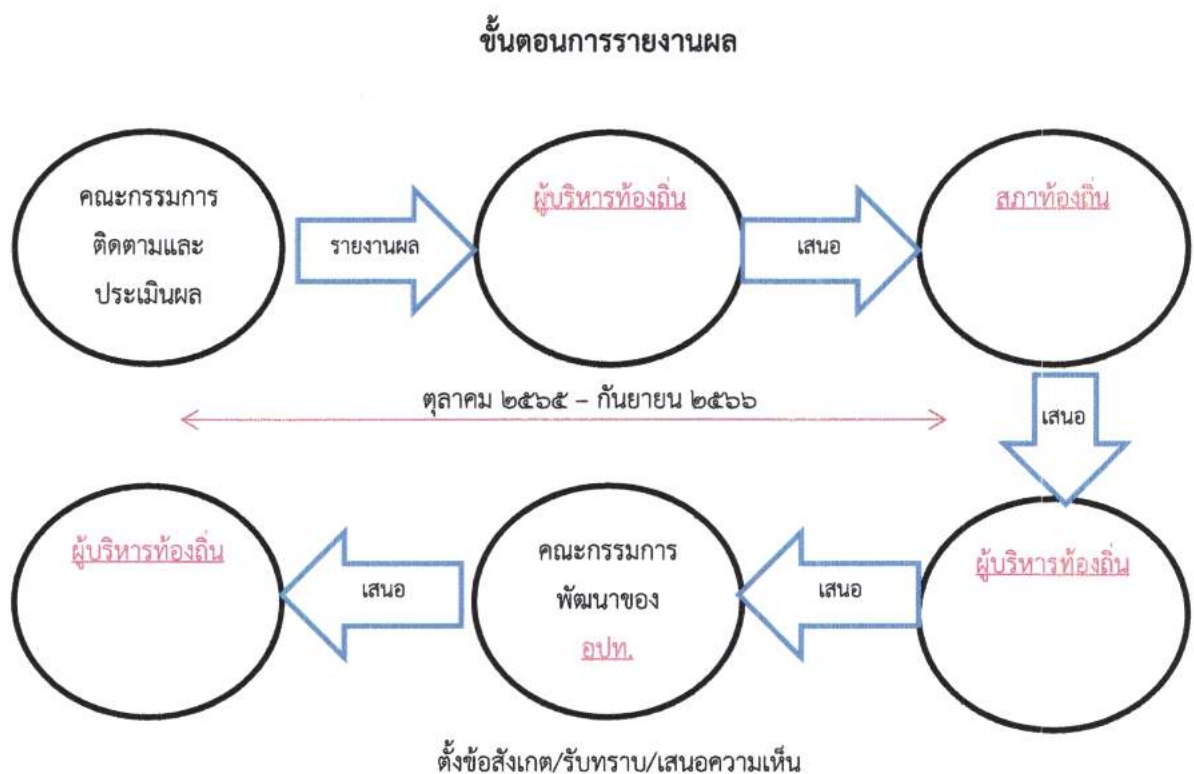 ขั้นตอนการรายงานผล
คณะกรรมการ
ติดตามและ
ประเมินผล
รายงานผล
ผู้บริหารท้องถิ่น
เสนอ
สภาท้องถิ่น
ตุลาคม ๒๕๖๕ – กันยายน ๒๕๖๖
เสนอ
ผู้บริหารท้องถิ่น
เสนอ
คณะกรรมการ
พัฒนาของ
อปท.
เสนอ
ผู้บริหารท้องถิ่น
ตั้งข้อสังเกต/รับทราบ/เสนอความเห็น